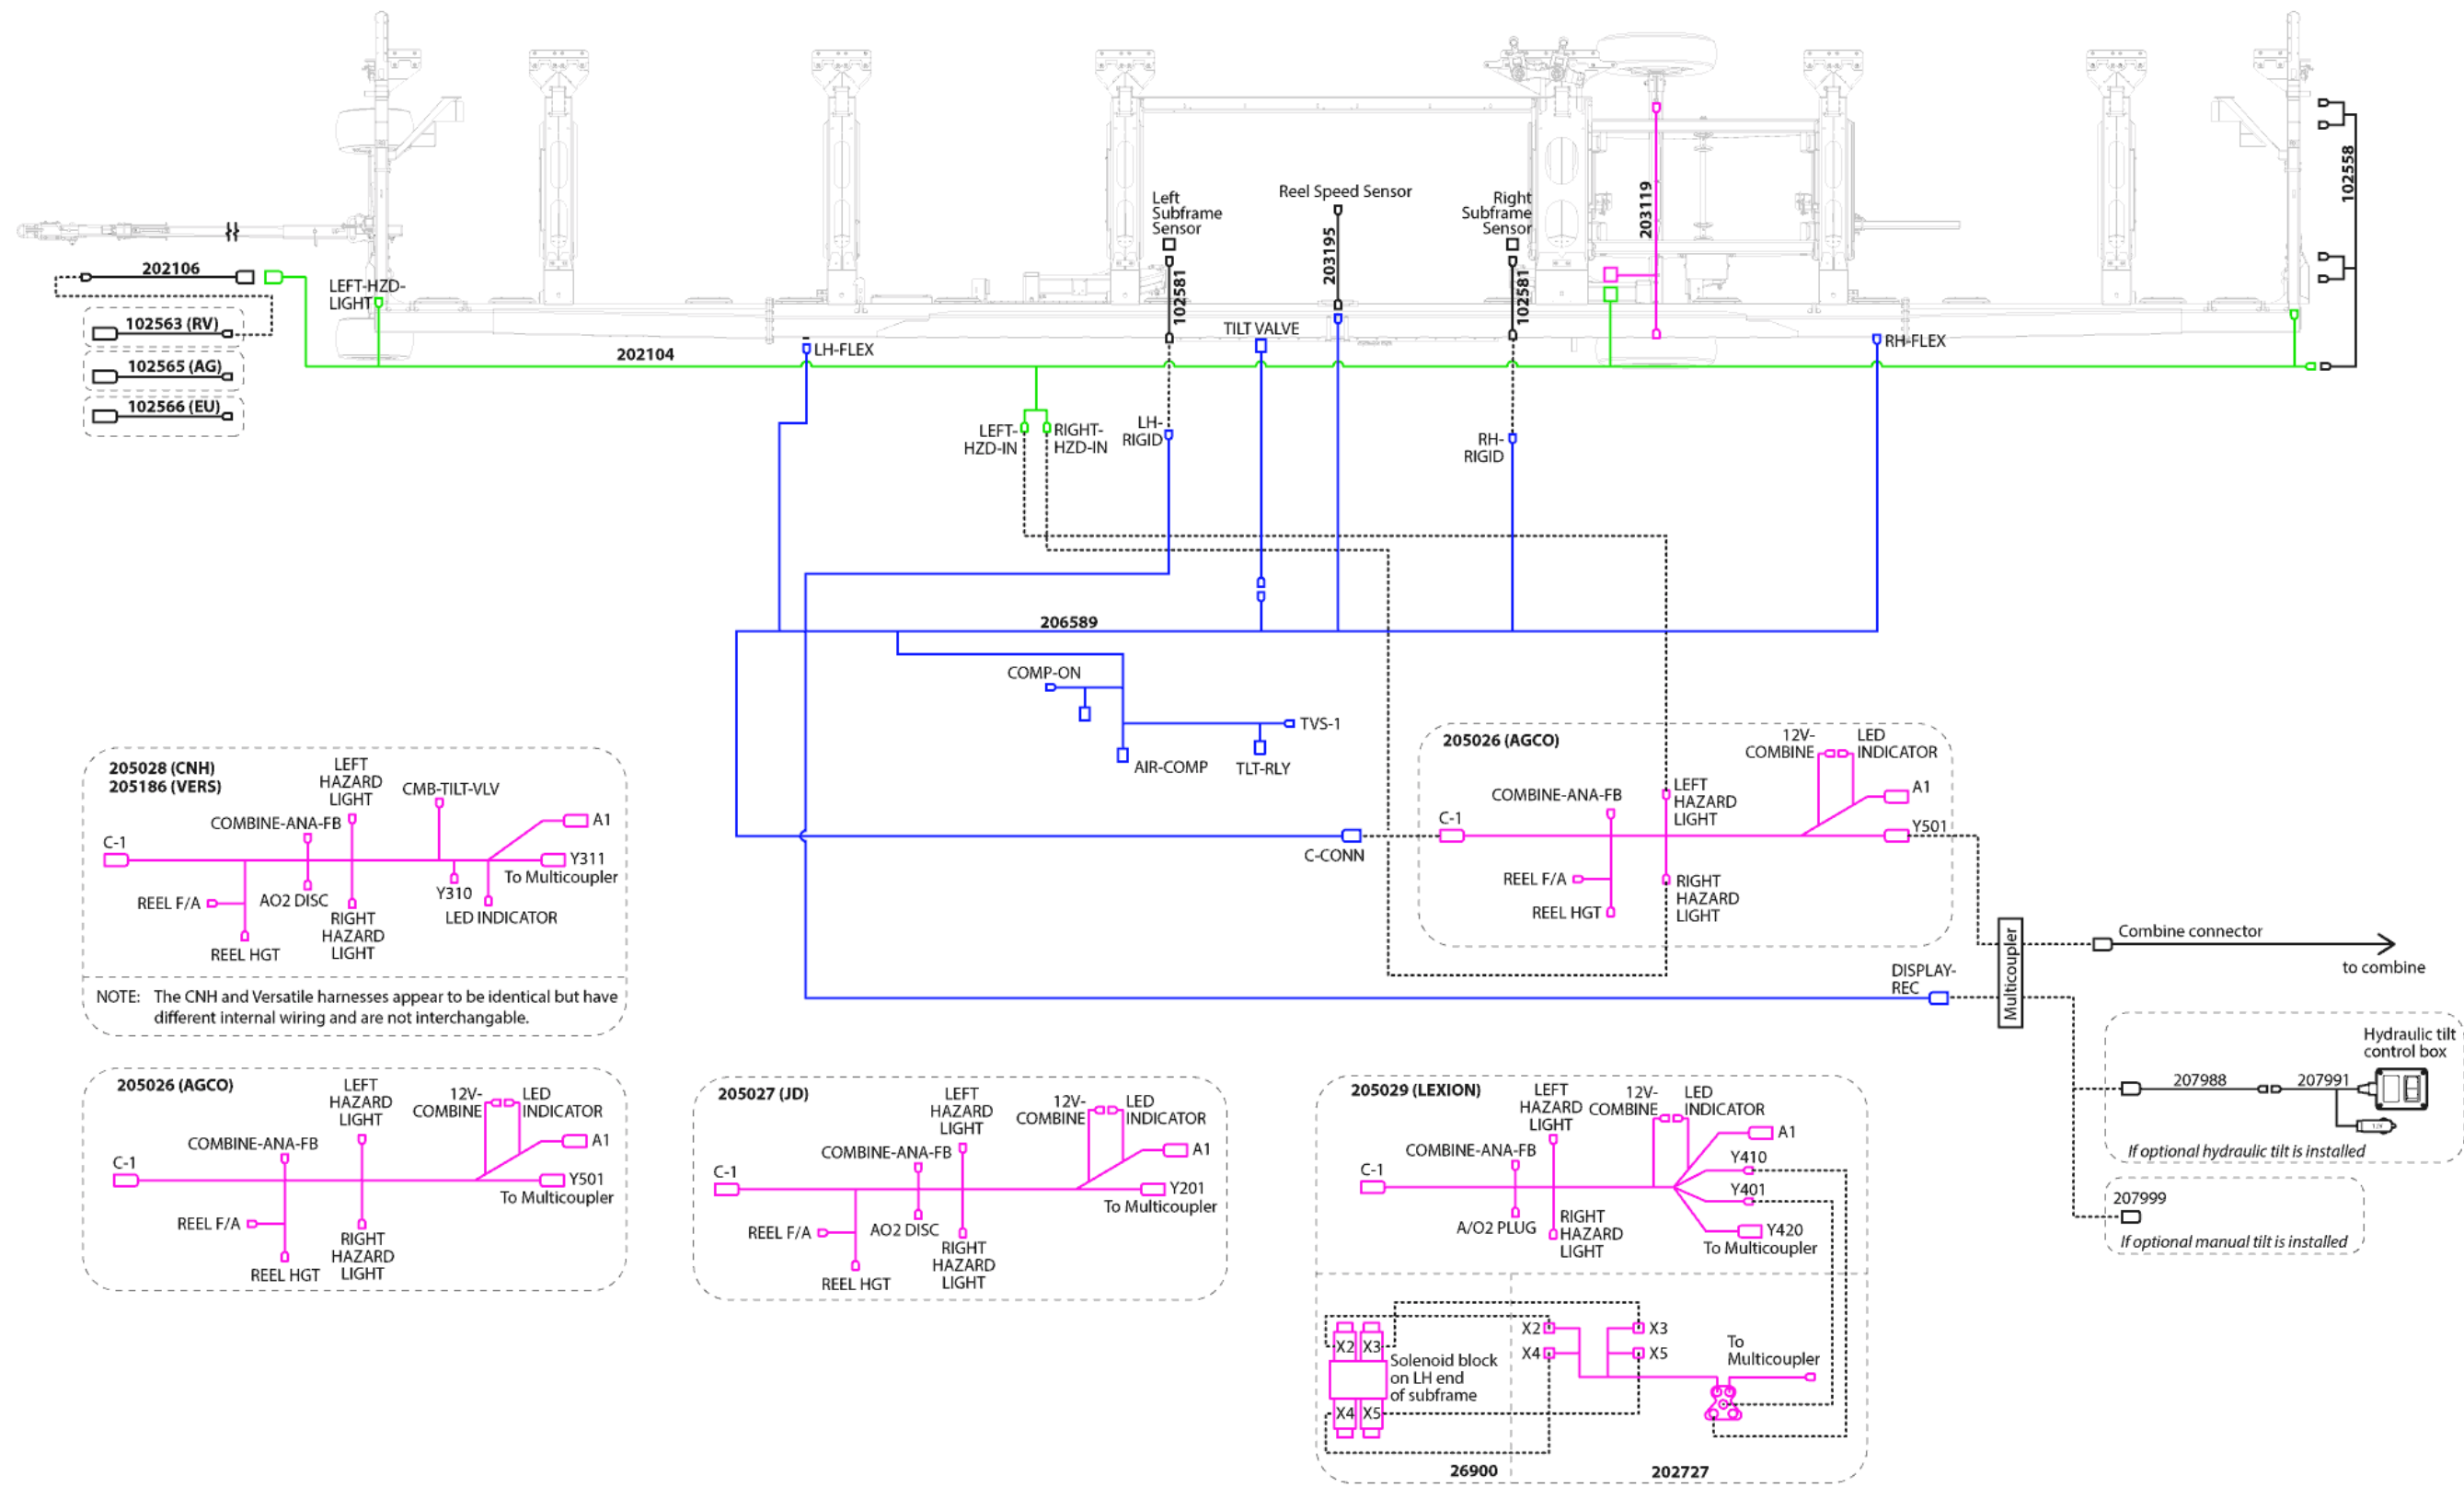 102558
203119
Left
Subframe
Sensor
Reel Speed Sensor
Right
Subframe
Sensor
203195
102581
102581
202106
LEFT-HZD-
LIGHT
102563 (RV)
102565 (AG)
102566 (EU)
202104
LH-FLEX
TILT VALVE
RH-FLEX
LEFT-
HZD-IN
RIGHT-
HZD-IN
LH-
RIGID
RH-
RIGID
206589
COMP-ON
TVS-1
AIR-COMP
TLT-RLY
C-CONN
205026 (AGCO)
12V-
COMBINE
LED
INDICATOR
COMBINE-ANA-FB
LEFT
HAZARD
LIGHT
A1
C-1
Y501
REEL F/A
REEL HGT
RIGHT
HAZARD
LIGHT
205028 (CNH)
205186 (VERS)
LEFT
HAZARD
LIGHT
CMB-TILT-VLV
COMBINE-ANA-FB
A1
C-1
Y311
To Multicoupler
REEL F/A
AO2 DISC
Y310
LED INDICATOR
RIGHT
HAZARD
LIGHT
REEL HGT
NOTE: The CNH and Versatile harnesses appear to be identical but have
different internal wiring and are not interchangable.
Multicoupler
Combine connector
to combine
DISPLAY-
REC
Hydraulic tilt
control box
207988
207991
12V
If optional hydraulic tilt is installed
207999
If optional manual tilt is installed
205026 (AGCO)
LEFT
HAZARD
LIGHT
12V-
COMBINE
LED
INDICATOR
COMBINE-ANA-FB
A1
C-1
Y501
To Multicoupler
REEL F/A
REEL HGT
RIGHT
HAZARD
LIGHT
205027 (JD)
LEFT
HAZARD
LIGHT
12V-
COMBINE
LED
INDICATOR
COMBINE-ANA-FB
A1
C-1
Y201
To Multicoupler
REEL F/A
AO2 DISC
RIGHT
HAZARD
LIGHT
REEL HGT
205029 (LEXION)
LEFT
HAZARD
LIGHT
12V-
COMBINE
LED
INDICATOR
COMBINE-ANA-FB
A1
Y410
C-1
Y401
A/O2 PLUG
RIGHT
HAZARD
LIGHT
Y420
To Multicoupler
X2
X3
X4
X5
Solenoid block
on LH end
of subframe
X2
X3
X4
X5
To
Multicoupler
26900
202727